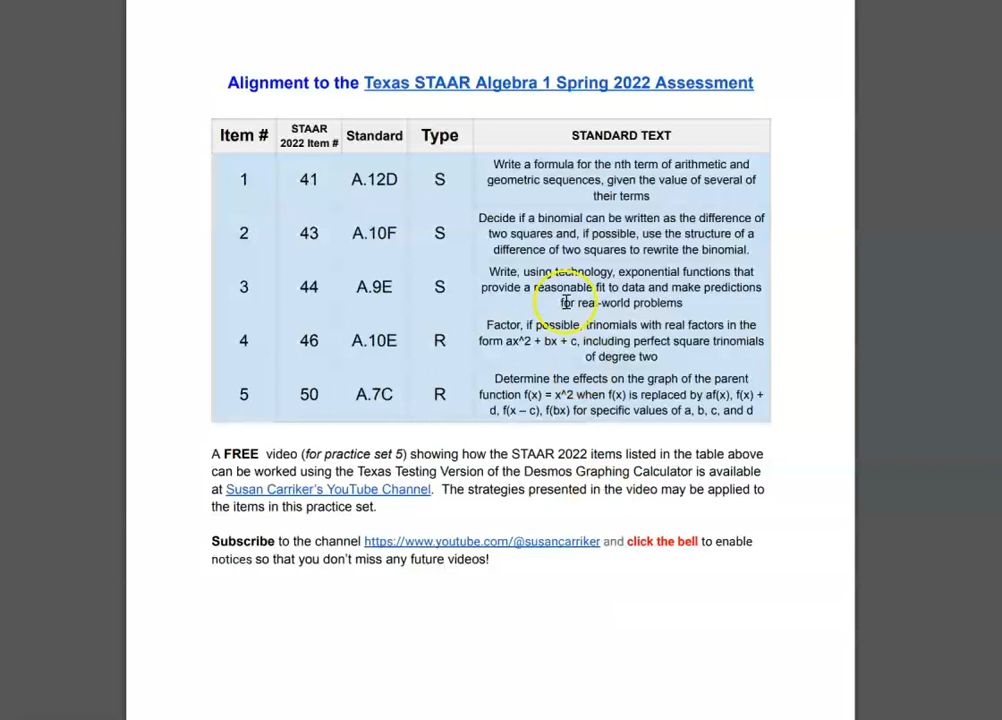 Alignment to the Texas STAAR Algebra 1 Spring 2022 Assessment
Item # STAAR 2022 Item # Standard Type STANDARD TEXT
1 41 A.12D S Write a formula for the nth term of arithmetic and
geometric sequences, given the value of several of
their terms
2 43 A.10F S Decide if a binomial can be written as the difference of
two squares and, if possible, use the structure of a
difference of two squares to rewrite the binomial.
3 44 A.9E S Write, using technology, exponential functions that
provide a reasonable fit to data and make predictions
for real-world problems
4 46 A.10E R Factor, if possible, trinomials with real factors in the
form ax^2 + bx + c, including perfect square trinomials
of degree two
5 50 A.7C R Determine the effects on the graph of the parent
function f(x) = x^2 when f(x) is replaced by af(x), f(x) +
d, f(x – c), f(bx) for specific values of a, b, c, and d
A FREE video (for practice set 5) showing how the STAAR 2022 items listed in the table above
can be worked using the Texas Testing Version of the Desmos Graphing Calculator is available
at Susan Carriker's YouTube Channel. The strategies presented in the video may be applied to
the items in this practice set.
Subscribe to the channel https://www.youtube.com/@susancarriker and click the bell to enable
notices so that you don't miss any future videos!